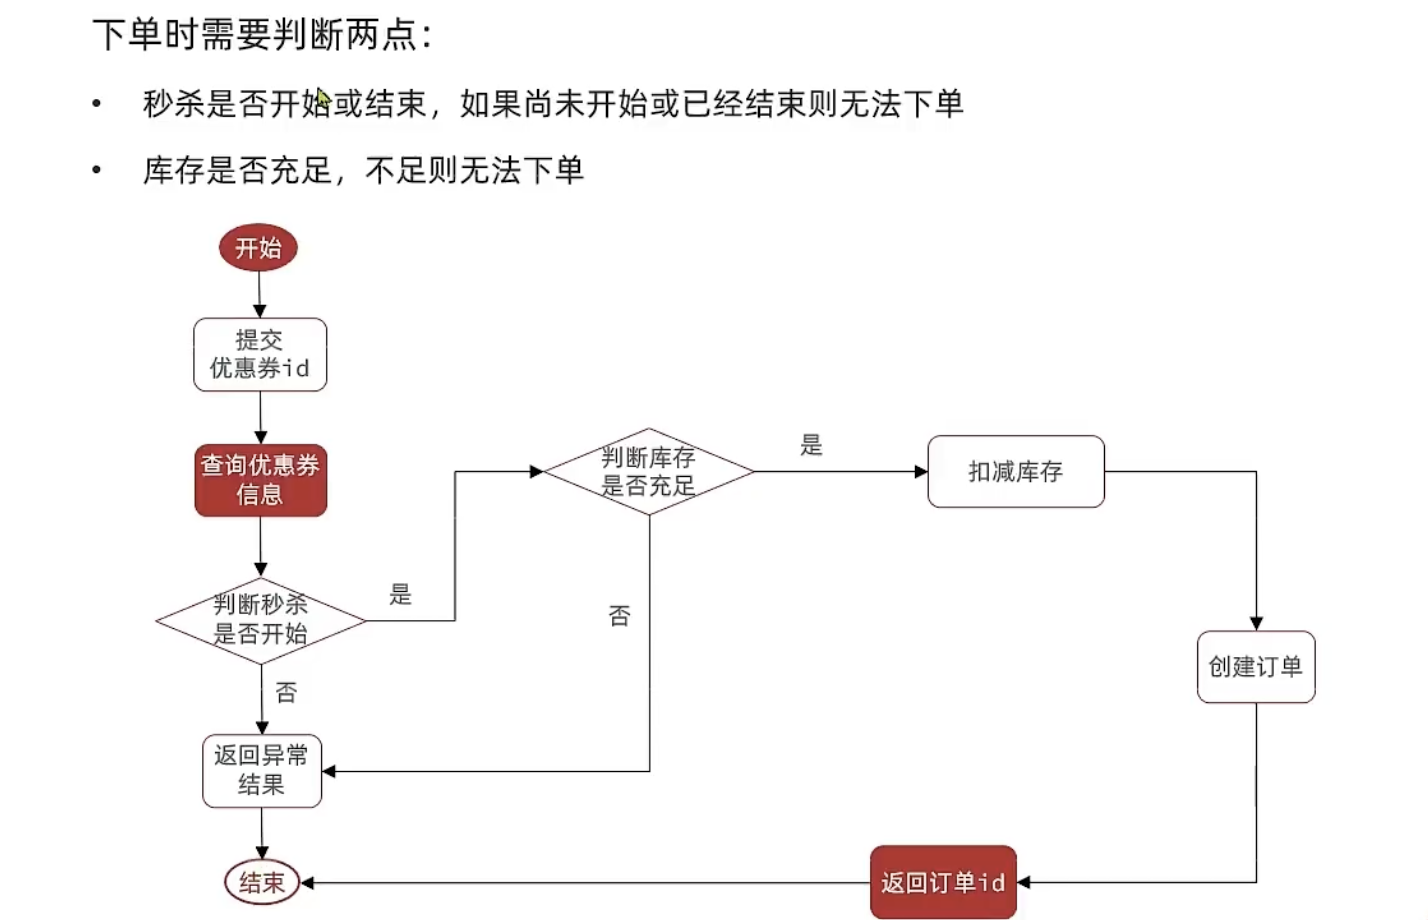 下单时需要判断两点：
• 秒杀是否开始或结束，如果尚未开始或已经结束则无法下单
• 库存是否充足，不足则无法下单
开始
提交
优惠券id
查询优惠券
信息
判断秒杀
是否开始
是
否
返回异常
结果
结束
判断库存
是否充足
是
否
扣减库存
创建订单
返回订单id